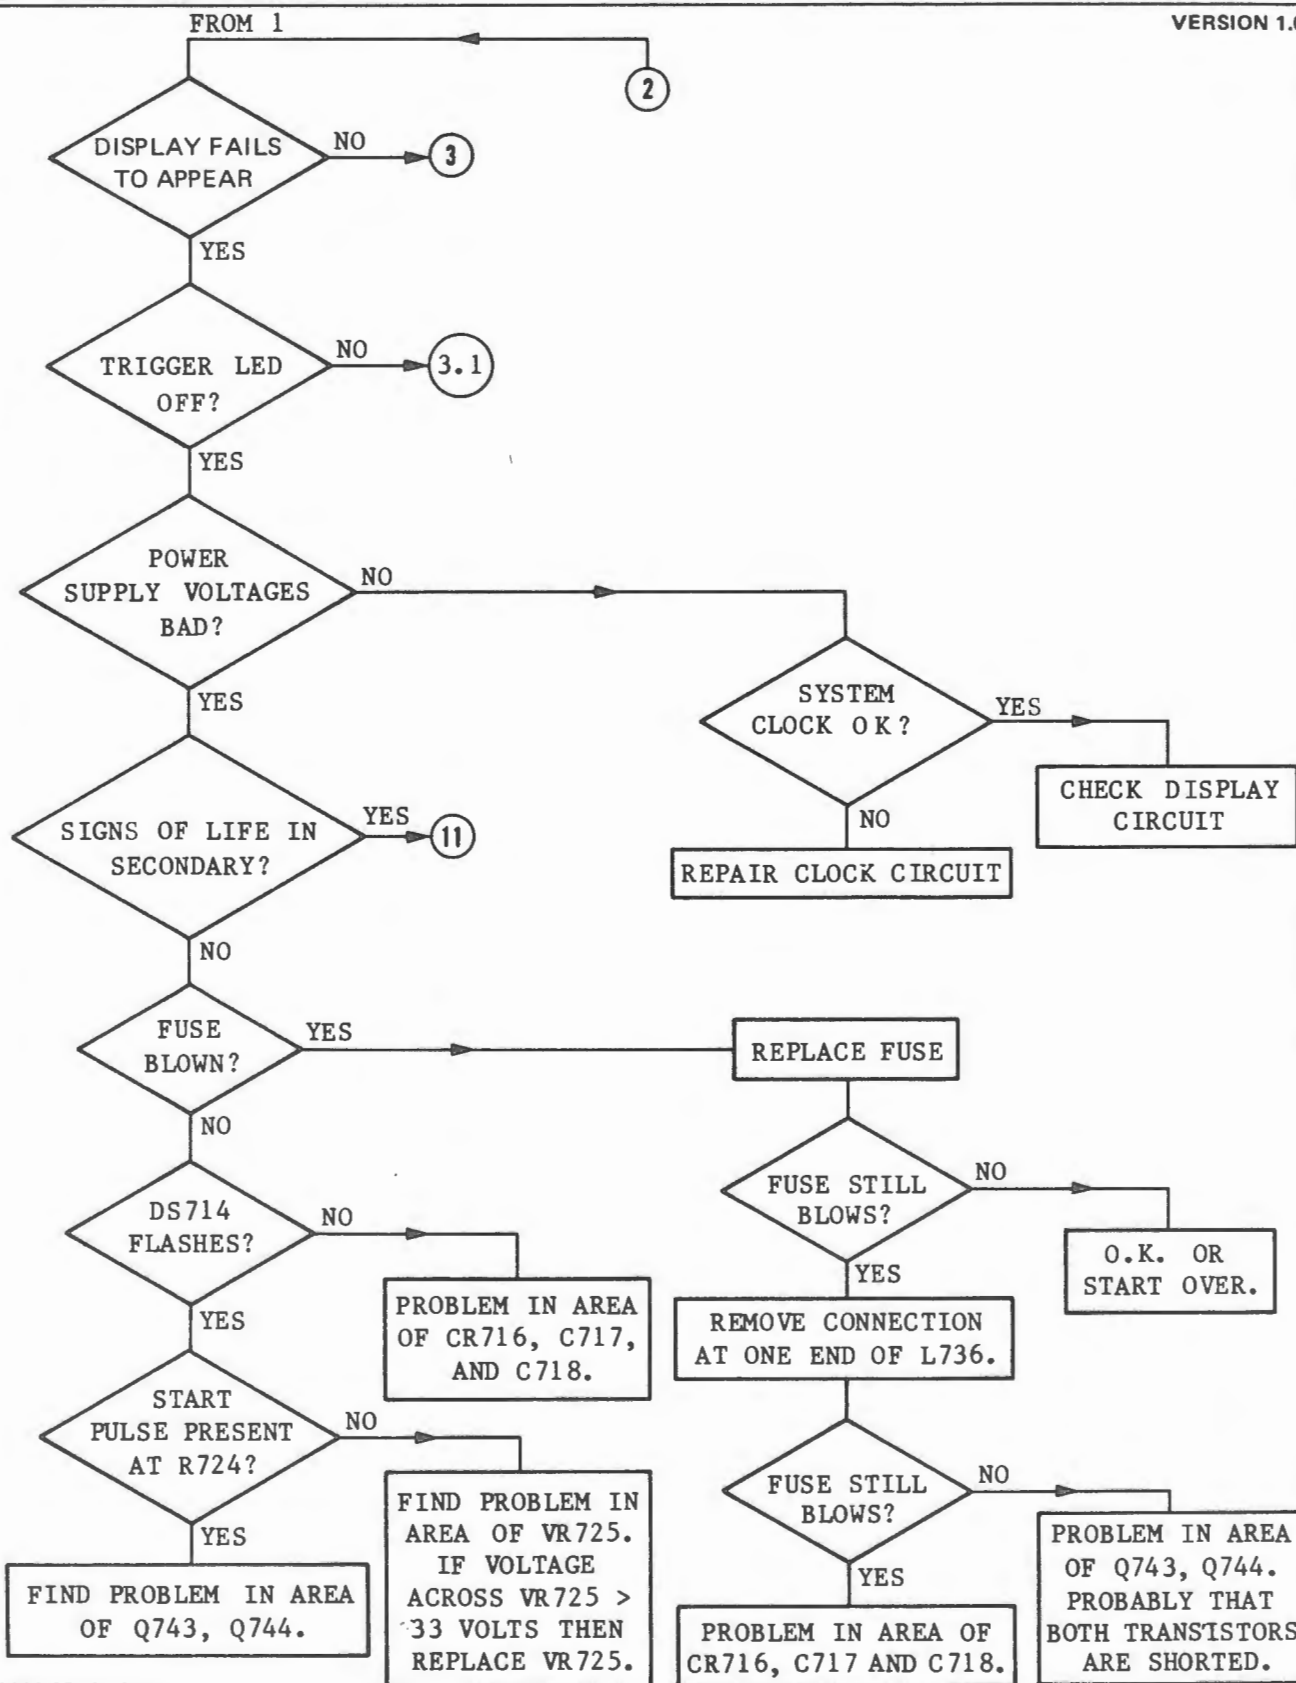 FROM 1
VERSION 1.0
2
DISPLAY FAILS
TO APPEAR
NO
3
YES
TRIGGER LED
OFF?
NO
3.1
YES
POWER
SUPPLY VOLTAGES
BAD?
NO
YES
SYSTEM
CLOCK OK?
YES
CHECK DISPLAY
CIRCUIT
NO
REPAIR CLOCK CIRCUIT
SIGNS OF LIFE IN
SECONDARY?
YES
11
NO
FUSE
BLOWN?
YES
REPLACE FUSE
NO
FUSE STILL
BLOWS?
NO
O.K. OR
START OVER.
YES
REMOVE CONNECTION
AT ONE END OF L736.
DS714
FLASHES?
NO
PROBLEM IN AREA
OF CR716, C717,
AND C718.
YES
START
PULSE PRESENT
AT R724?
NO
FIND PROBLEM IN
AREA OF VR725.
IF VOLTAGE
ACROSS VR725 >
33 VOLTS THEN
REPLACE VR725.
YES
FIND PROBLEM IN AREA
OF Q743, Q744.
FUSE STILL
BLOWS?
NO
PROBLEM IN AREA
OF Q743, Q744.
PROBABLY THAT
BOTH TRANSISTORS
ARE SHORTED.
YES
PROBLEM IN AREA OF
CR716, C717 AND C718.